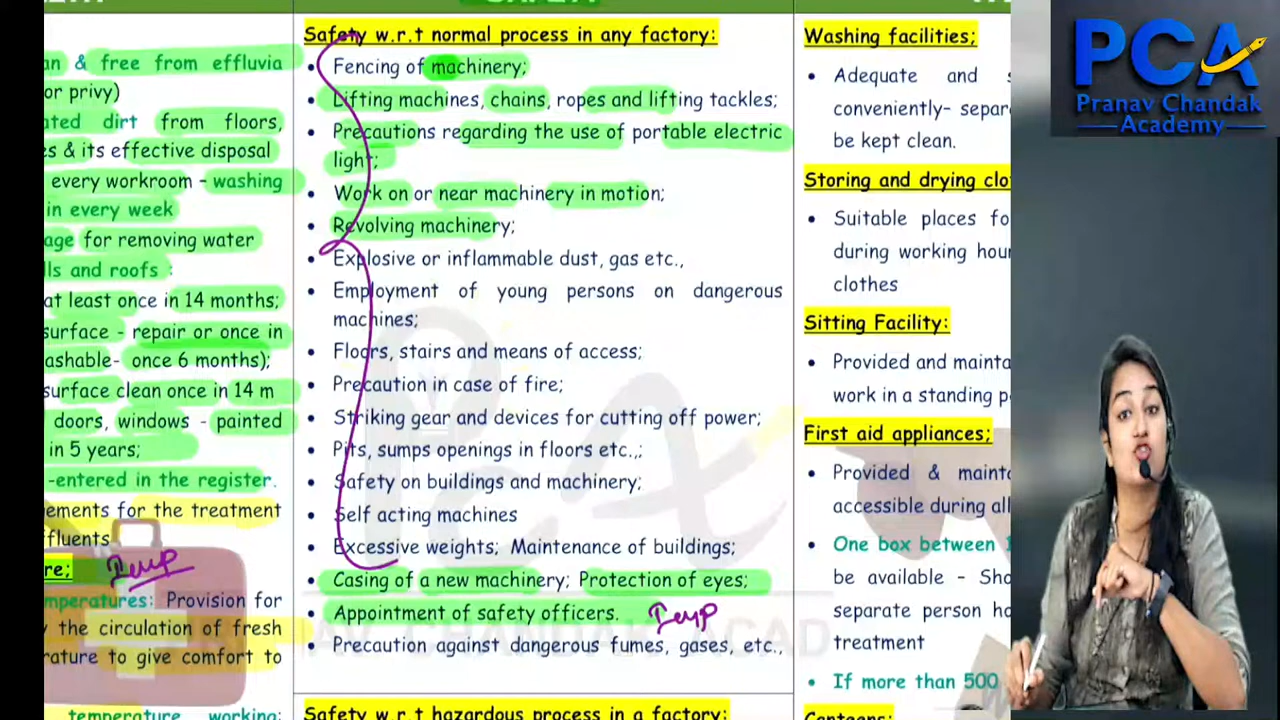 SAFETY
an & free from effluvia
or privy)
ated dirt from floors,
es & its effective disposal
every workroom - washing
in every week
age for removing water
lls and roofs :
at least once in 14 months;
surface - repair or once in
ashable- once 6 months);
surface clean once in 14 m
doors, windows - painted
in 5 years;
-entered in the register.
ements for the treatment
ffluents
re; Imp
mperatures: Provision for
y the circulation of fresh
rature to give comfort to
temperature working;
Safety w.r.t normal process in any factory:
• Fencing of machinery;
• Lifting machines, chains, ropes and lifting tackles;
• Precautions regarding the use of portable electric
light;
• Work on or near machinery in motion;
• Revolving machinery;
• Explosive or inflammable dust, gas etc.,
• Employment of young persons on dangerous
machines;
• Floors, stairs and means of access;
• Precaution in case of fire;
• Striking gear and devices for cutting off power;
• Pits, sumps openings in floors etc.,;
• Safety on buildings and machinery;
• Self acting machines
• Excessive weights; Maintenance of buildings;
• Casing of a new machinery; Protection of eyes;
• Appointment of safety officers. Imp
• Precaution against dangerous fumes, gases, etc.,
Safety w.r.t hazardous process in a factory:
Washing facilities;
• Adequate and s
conveniently- separ
be kept clean.
Storing and drying clo
• Suitable places fo
during working hour
clothes
Sitting Facility:
• Provided and mainta
work in a standing p
First aid appliances;
• Provided & mainta
accessible during all
• One box between 1
be available - Sho
separate person ho
treatment
• If more than 500
Canteens:
PCA
Pranav Chandak
Academy